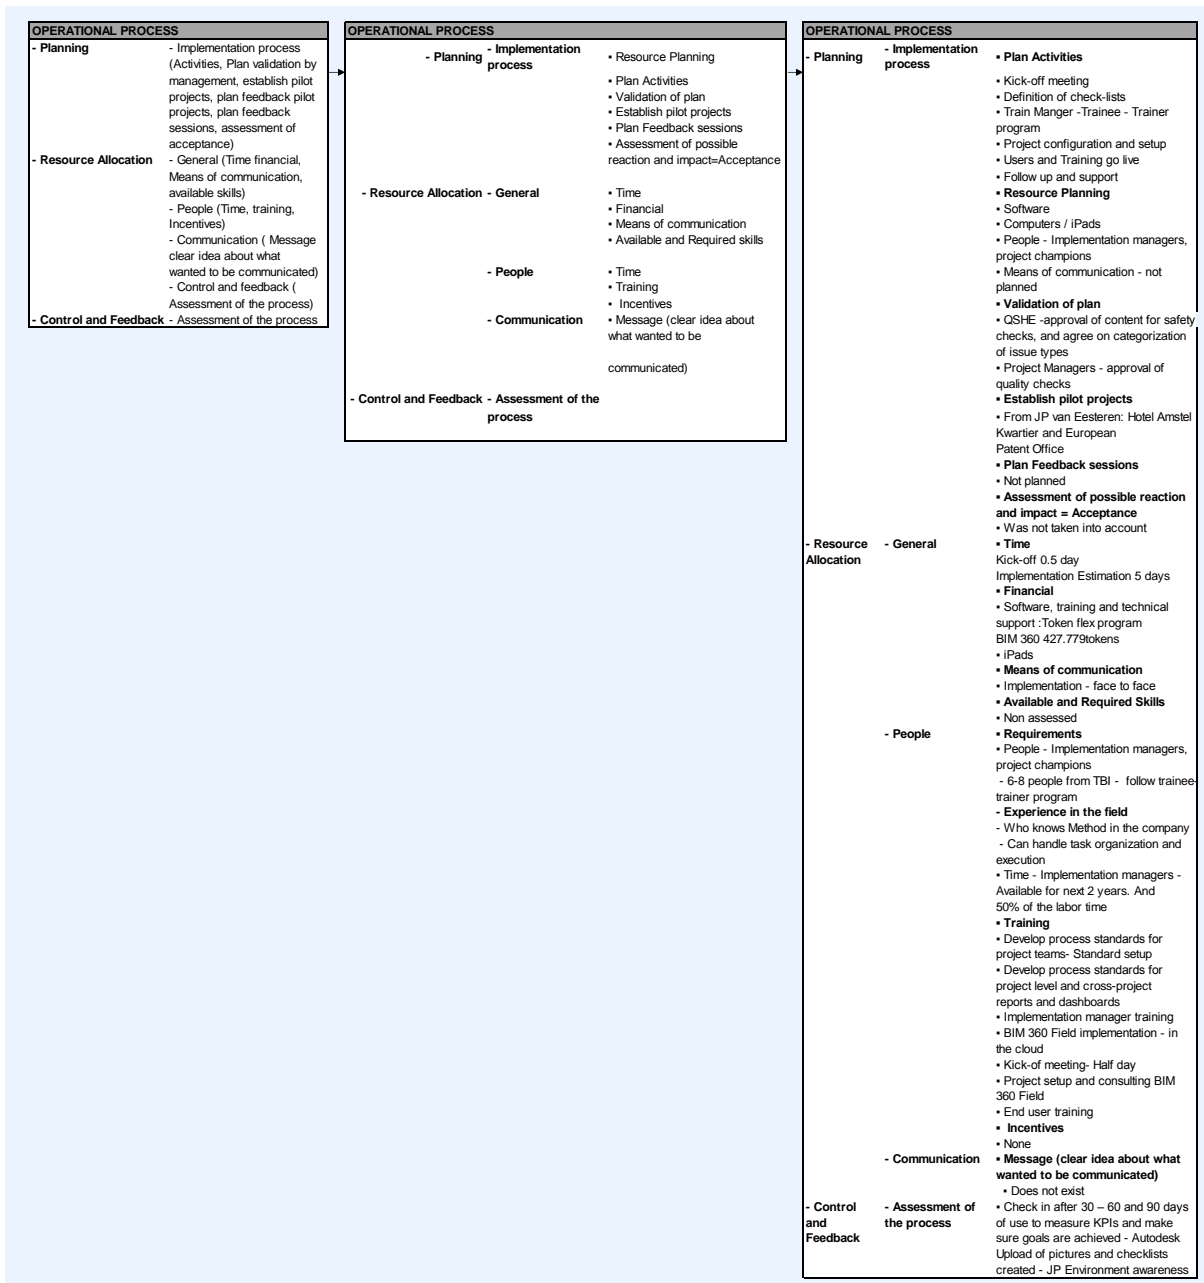 OPERATIONAL PROCESS
- Planning - Implementation process
(Activities, Plan validation by
management, establish pilot
projects, plan feedback pilot
projects, plan feedback
sessions, assessment of
acceptance)
- Resource Allocation - General (Time financial,
Means of communication,
available skills)
- People (Time, training,
Incentives)
- Communication ( Message
clear idea about what
wanted to be communicated)
- Control and feedback (
Assessment of the process)
- Control and Feedback - Assessment of the process
OPERATIONAL PROCESS
- Planning - Implementation
process
▪ Resource Planning
▪ Plan Activities
▪ Validation of plan
▪ Establish pilot projects
▪ Plan Feedback sessions
▪ Assessment of possible
reaction and impact=Acceptance
- Resource Allocation - General ▪ Time
▪ Financial
▪ Means of communication
▪ Available and Required skills
- People ▪ Time
▪ Training
▪ Incentives
- Communication ▪ Message (clear idea about
what wanted to be
communicated)
- Control and Feedback - Assessment of the
process
OPERATIONAL PROCESS
- Planning - Implementation
process
▪ Plan Activities
▪ Kick-off meeting
▪ Definition of check-lists
▪ Train Manger -Trainee - Trainer
program
▪ Project configuration and setup
▪ Users and Training go live
▪ Follow up and support
▪ Resource Planning
▪ Software
▪ Computers / iPads
▪ People - Implementation managers,
project champions
▪ Means of communication - not
planned
▪ Validation of plan
▪ QSHE -approval of content for safety
checks, and agree on categorization
of issue types
▪ Project Managers - approval of
quality checks
▪ Establish pilot projects
▪ From JP van Eesteren: Hotel Amstel
Kwartier and European
Patent Office
▪ Plan Feedback sessions
▪ Not planned
▪ Assessment of possible reaction
and impact = Acceptance
▪ Was not taken into account
- Resource
Allocation
- General ▪ Time
Kick-off 0.5 day
Implementation Estimation 5 days
▪ Financial
▪ Software, training and technical
support :Token flex program
BIM 360 427.779tokens
▪ iPads
▪ Means of communication
▪ Implementation - face to face
▪ Available and Required Skills
▪ Non assessed
- People ▪ Requirements
▪ People - Implementation managers,
project champions
- 6-8 people from TBI - follow trainee-
trainer program
- Experience in the field
- Who knows Method in the company
- Can handle task organization and
execution
▪ Time - Implementation managers -
Available for next 2 years. And
50% of the labor time
▪ Training
▪ Develop process standards for
project teams- Standard setup
▪ Develop process standards for
project level and cross-project
reports and dashboards
▪ Implementation manager training
▪ BIM 360 Field implementation - in
the cloud
▪ Kick-of meeting- Half day
▪ Project setup and consulting BIM
360 Field
▪ End user training
▪ Incentives
▪ None
- Communication ▪ Message (clear idea about what
wanted to be communicated)
▪ Does not exist
- Control
and
Feedback
- Assessment of
the process
▪ Check in after 30 – 60 and 90 days
of use to measure KPIs and make
sure goals are achieved - Autodesk
Upload of pictures and checklists
created - JP Environment awareness